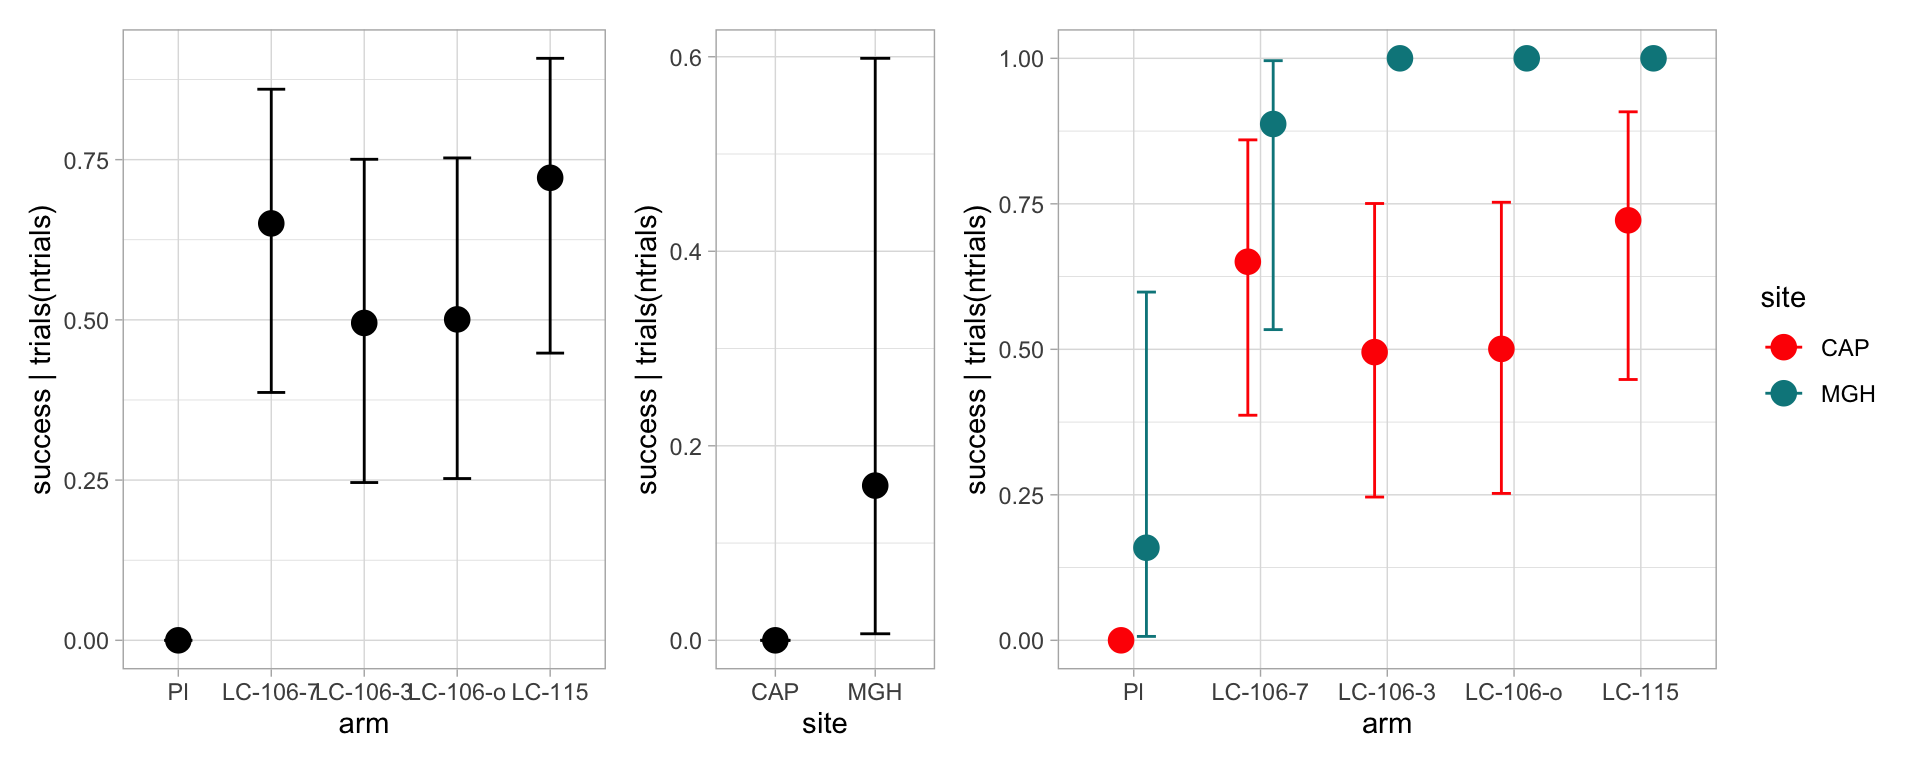 success | trials(ntrials)
0.75
0.50
0.25
0.00
PI LC-106-7 LC-106-3 LC-106-o LC-115
arm
success | trials(ntrials)
0.6
0.4
0.2
0.0
CAP MGH
site
success | trials(ntrials)
1.00
0.75
0.50
0.25
0.00
PI LC-106-7 LC-106-3 LC-106-o LC-115
arm
site
CAP
MGH